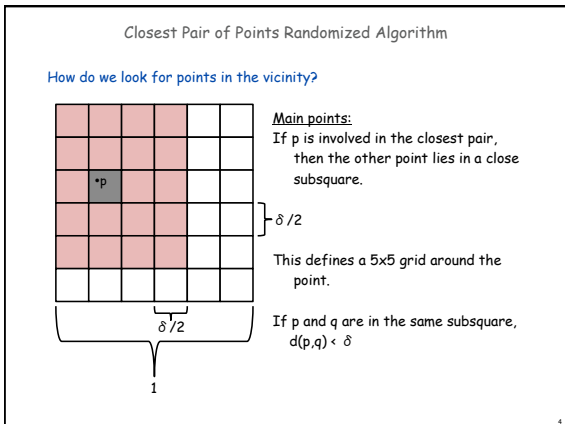 Closest Pair of Points Randomized Algorithm
How do we look for points in the vicinity?
•p
δ/2
δ/2
1
Main points:
If p is involved in the closest pair,
then the other point lies in a close
subsquare.
This defines a 5x5 grid around the
point.
If p and q are in the same subsquare,
d(p,q) < δ
4